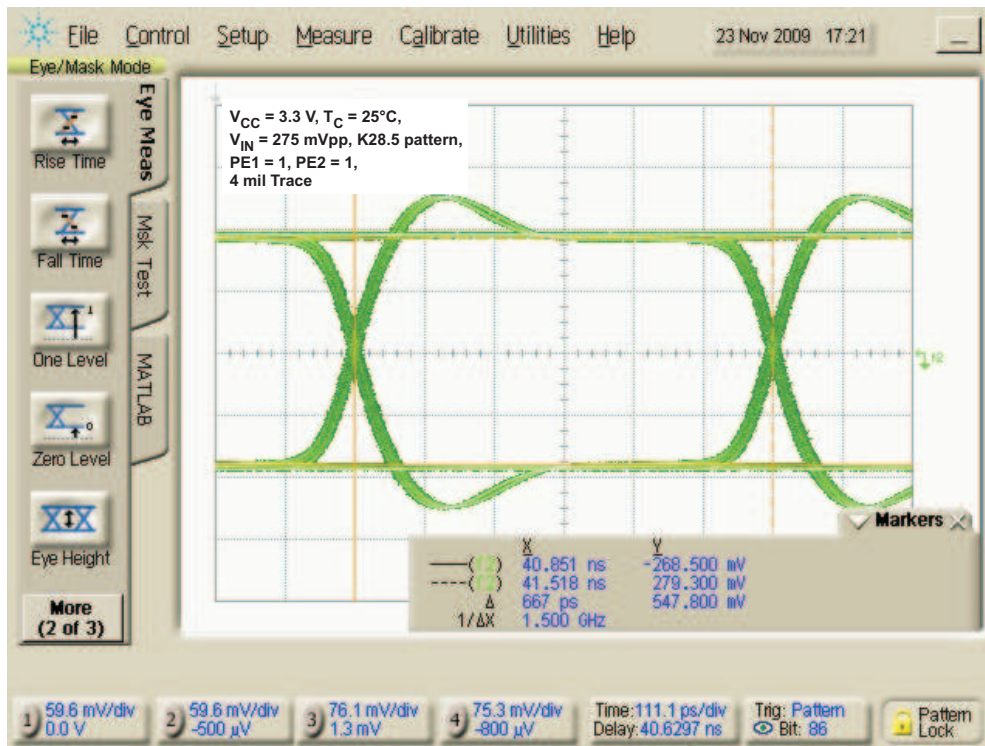 File Control Setup Measure Calibrate Utilities Help 23 Nov 2009 17:21
Eye/Mask Mode
Eye Meas
Msk Test
MATLAB
Rise Time
Fall Time
One Level
Zero Level
Eye Height
More
(2 of 3)
VCC = 3.3 V, TC = 25°C,
VIN = 275 mVpp, K28.5 pattern,
PE1 = 1, PE2 = 1,
4 mil Trace
Markers
X Y
40.851 ns -268.500 mV
41.518 ns 279.300 mV
Δ 667 ps 547.800 mV
1/ΔX 1.500 GHz
1) 59.6 mV/div
0.0 V
2) 59.6 mV/div
-500 µV
3) 76.1 mV/div
1.3 mV
4) 75.3 mV/div
-800 µV
Time:111.1 ps/div
Delay:40.6297 ns
Trig: Pattern
Bit: 86
Pattern
Lock